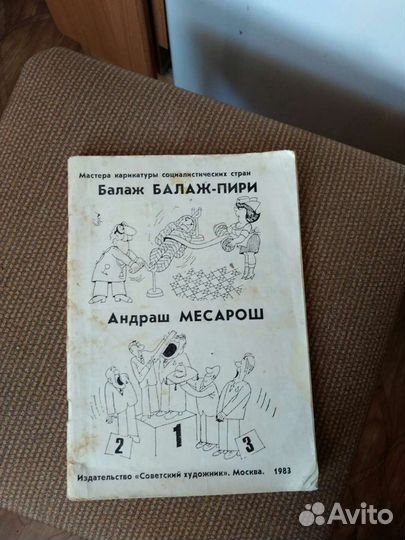 Мастера карикатуры социалистических стран
Балаж БАЛАЖ-ПИРИ
Андраш МЕСАРОШ
2 1 3
Издательство «Советский художник». Москва. 1983
Avito